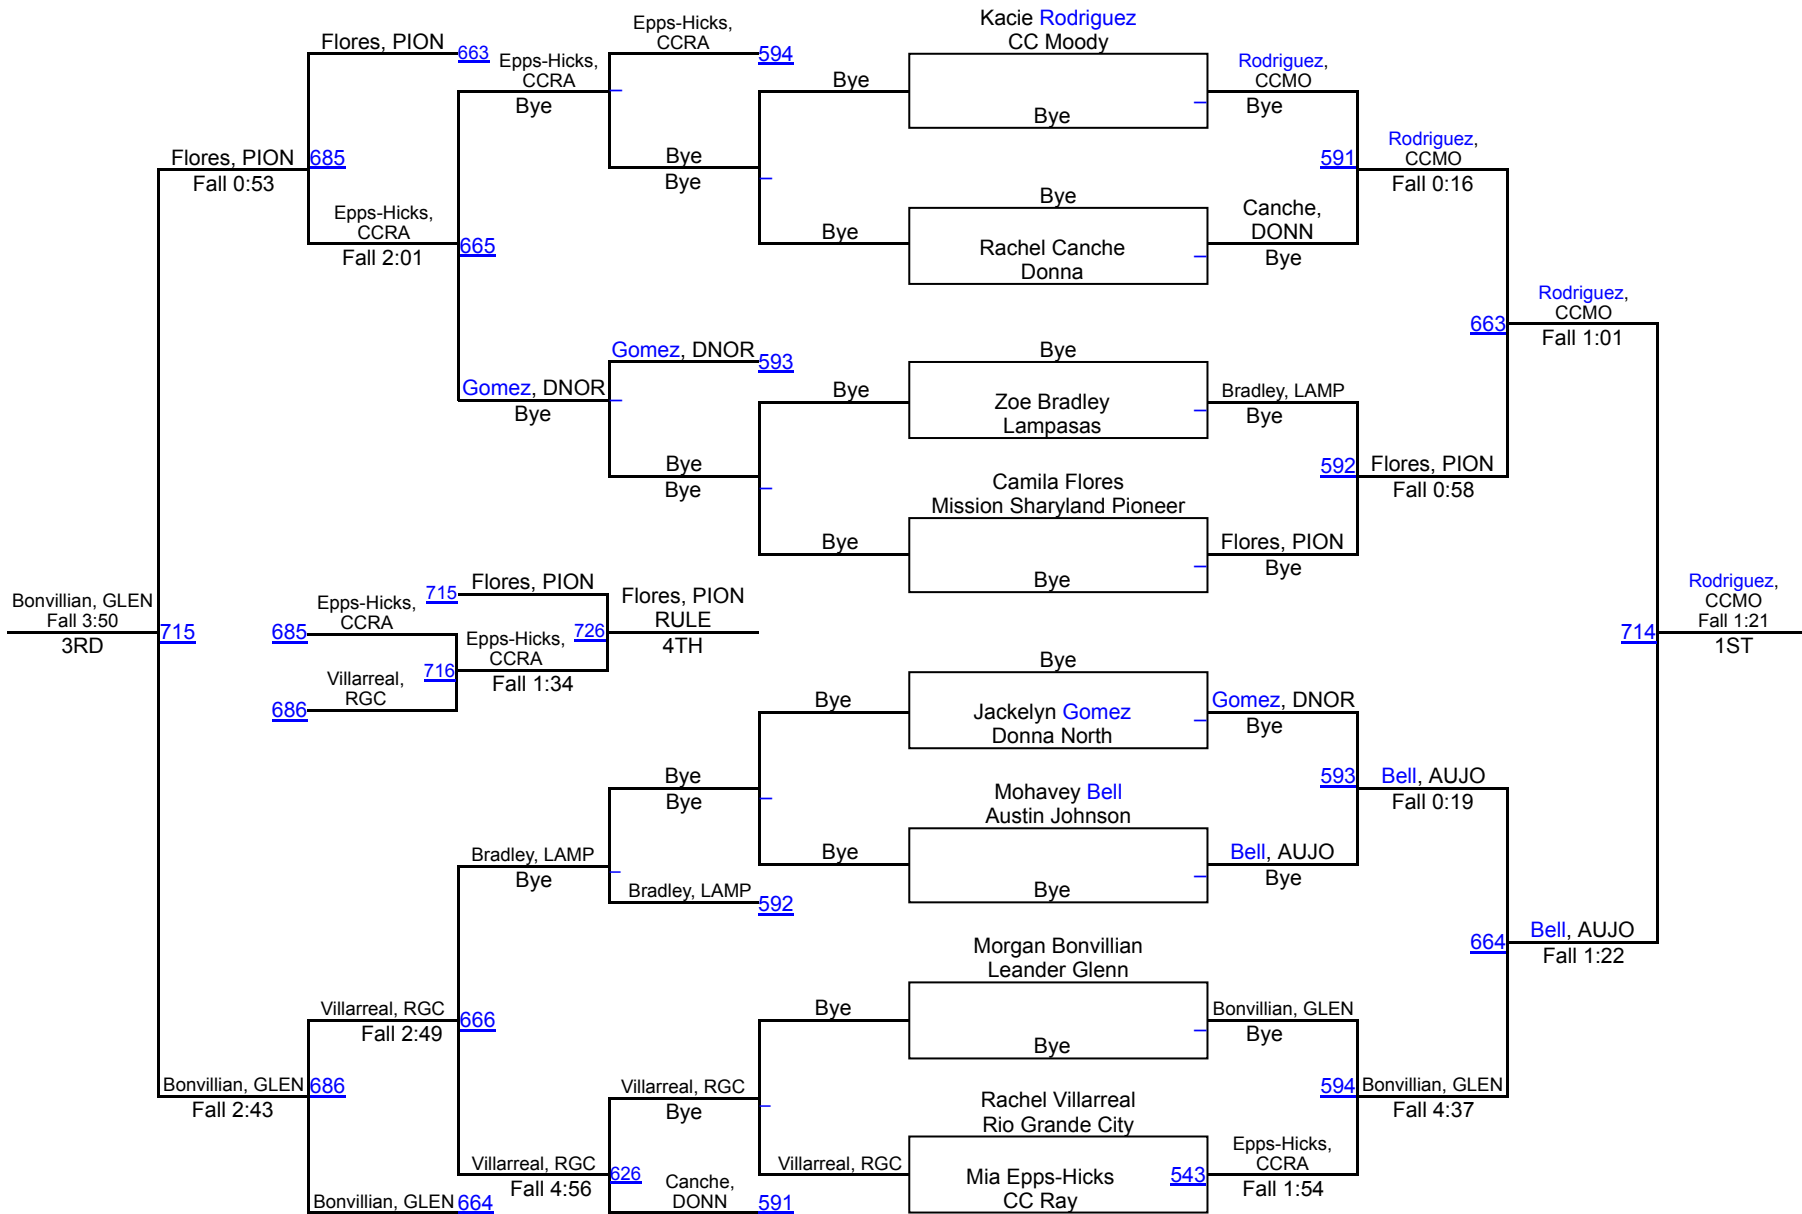 Kacie Rodriguez
CC Moody
Bye
Bye
Rachel Canche
Donna
Bye
Zoe Bradley
Lampasas
Camila Flores
Mission Sharyland Pioneer
Bye
Bye
Jackelyn Gomez
Donna North
Mohavey Bell
Austin Johnson
Bye
Morgan Bonvillian
Leander Glenn
Bye
Rachel Villarreal
Rio Grande City
Mia Epps-Hicks
CC Ray
543
Rodriguez,
CCMO
Bye
591
Canche,
DONN
Bye
Bradley, LAMP
Bye
592
Flores, PION
Bye
Gomez, DNOR
Bye
593
Bell, AUJO
Bye
Bonvillian, GLEN
Bye
594
Epps-Hicks,
CCRA
Fall 1:54
Rodriguez,
CCMO
Fall 0:16
663
Flores, PION
Fall 0:58
Bell, AUJO
Fall 0:19
664
Bonvillian, GLEN
Fall 4:37
Rodriguez,
CCMO
Fall 1:01
714
Bell, AUJO
Fall 1:22
Rodriguez,
CCMO
Fall 1:21
1ST
Bye
Bye
Bye
Bye
Bye
Bye
Bye
Villarreal, RGC
Epps-Hicks,
CCRA
594
Bye
Bye
Gomez, DNOR
593
Bye
Bye
Bye
Bye
Bradley, LAMP
592
Villarreal, RGC
Bye
Canche,
DONN
591
Epps-Hicks,
CCRA
Bye
Gomez, DNOR
Bye
Bradley, LAMP
Bye
Villarreal, RGC
Fall 4:56
626
Flores, PION
663
Epps-Hicks,
CCRA
Fall 2:01
665
Villarreal, RGC
Fall 2:49
666
Bonvillian, GLEN
664
Flores, PION
Fall 0:53
685
Bonvillian, GLEN
Fall 2:43
686
Bonvillian, GLEN
Fall 3:50
3RD
715
685
Epps-Hicks,
CCRA
686
Villarreal,
RGC
716
715
Flores, PION
Epps-Hicks,
CCRA
Fall 1:34
726
Flores, PION
RULE
4TH